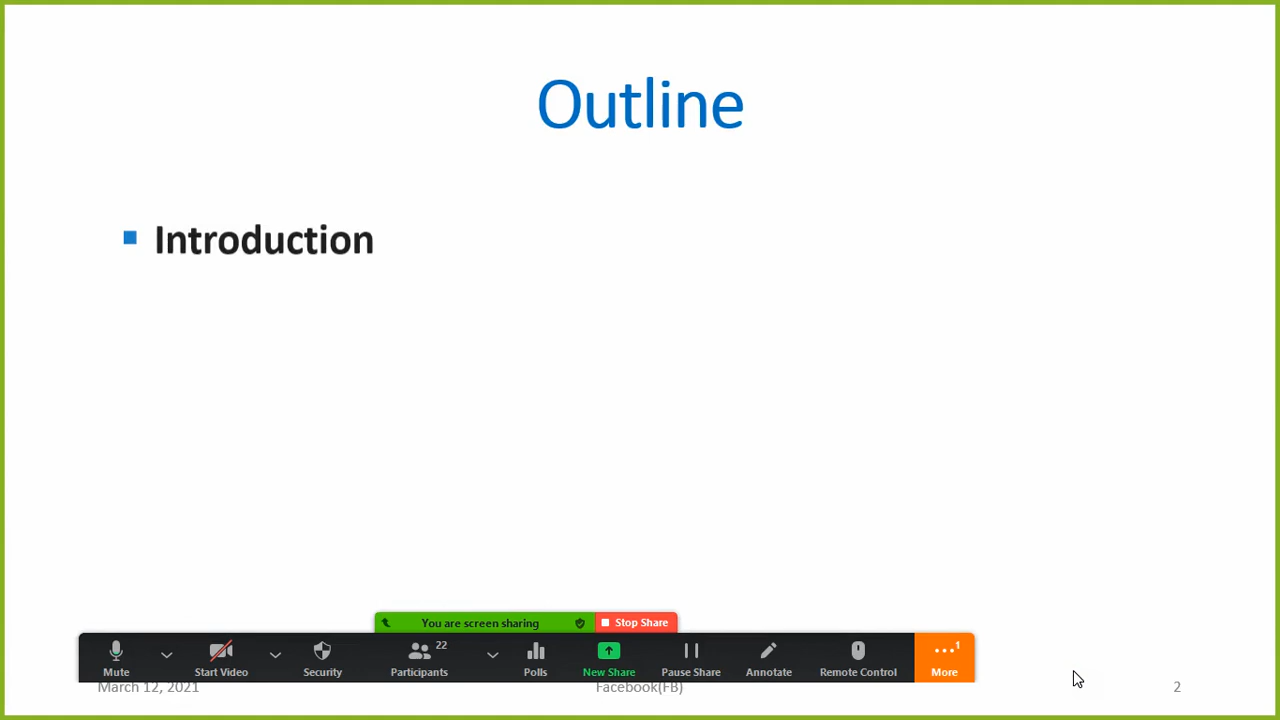 Outline
Introduction
You are screen sharing
Stop Share
Mute
Start Video
Security
Participants
22
Polls
New Share
Pause Share
Annotate
Remote Control
More
1
March 12, 2021
Facebook(FB)
2